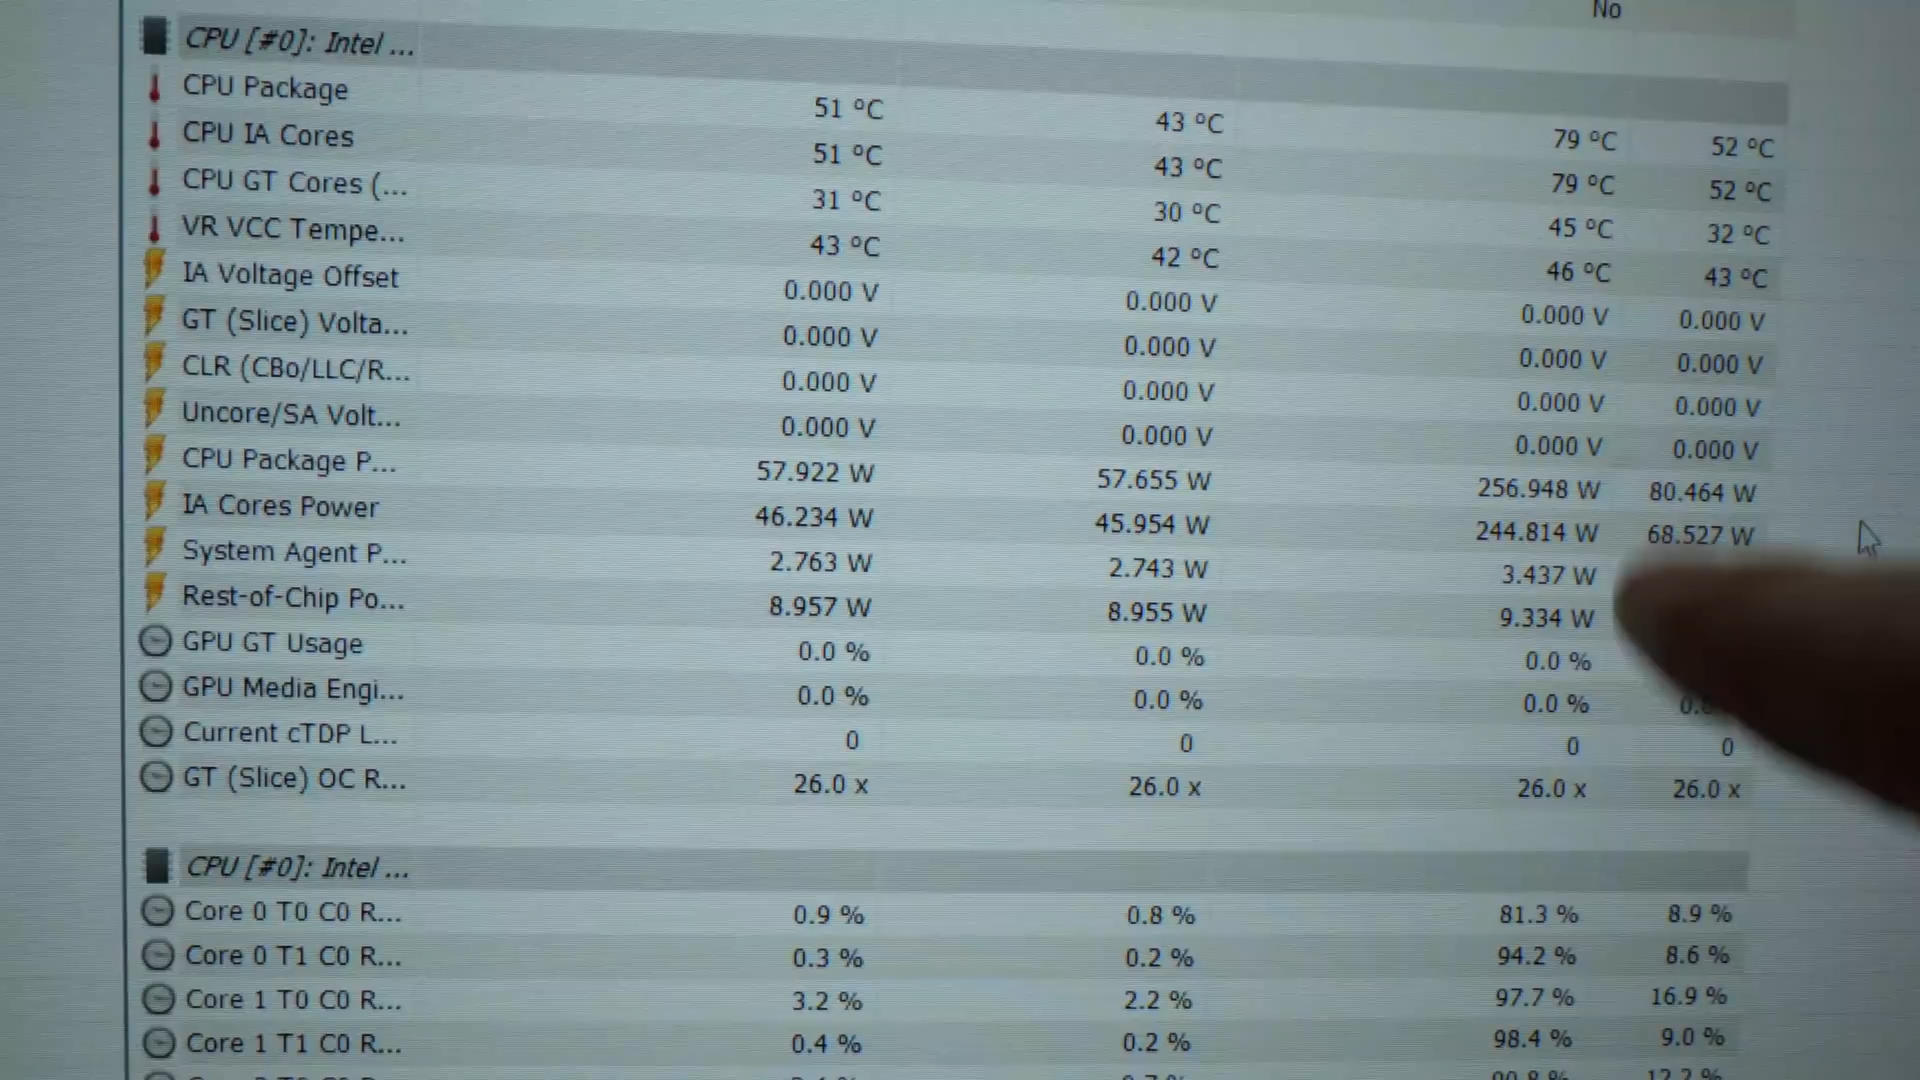 No
CPU [#0]: Intel ...
CPU Package 51 °C 43 °C 79 °C 52 °C
CPU IA Cores 51 °C 43 °C 79 °C 52 °C
CPU GT Cores (... 31 °C 30 °C 45 °C 32 °C
VR VCC Tempe... 43 °C 42 °C 46 °C 43 °C
IA Voltage Offset 0.000 V 0.000 V 0.000 V 0.000 V
GT (Slice) Volta... 0.000 V 0.000 V 0.000 V 0.000 V
CLR (CBo/LLC/R... 0.000 V 0.000 V 0.000 V 0.000 V
Uncore/SA Volt... 0.000 V 0.000 V 0.000 V 0.000 V
CPU Package P... 57.922 W 57.655 W 256.948 W 80.464 W
IA Cores Power 46.234 W 45.954 W 244.814 W 68.527 W
System Agent P... 2.763 W 2.743 W 3.437 W
Rest-of-Chip Po... 8.957 W 8.955 W 9.334 W
GPU GT Usage 0.0 % 0.0 % 0.0 %
GPU Media Engi... 0.0 % 0.0 % 0.0 %
Current cTDP L... 0 0 0 0
GT (Slice) OC R... 26.0 x 26.0 x 26.0 x 26.0 x
CPU [#0]: Intel ...
Core 0 T0 C0 R... 0.9 % 0.8 % 81.3 % 8.9 %
Core 0 T1 C0 R... 0.3 % 0.2 % 94.2 % 8.6 %
Core 1 T0 C0 R... 3.2 % 2.2 % 97.7 % 16.9 %
Core 1 T1 C0 R... 0.4 % 0.2 % 98.4 % 9.0 %